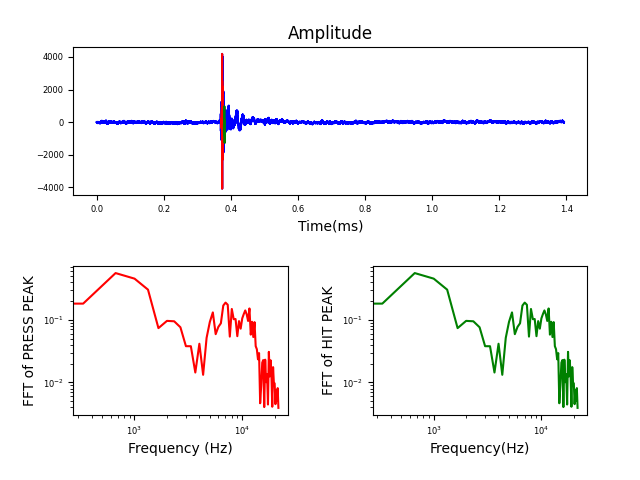 Amplitude
4000
2000
0
−2000
−4000
0.0 0.2 0.4 0.6 0.8 1.0 1.2 1.4
Time(ms)
FFT of PRESS PEAK
10⁻¹
10⁻²
10³ 10⁴
Frequency (Hz)
FFT of HIT PEAK
10⁻¹
10⁻²
10³ 10⁴
Frequency(Hz)